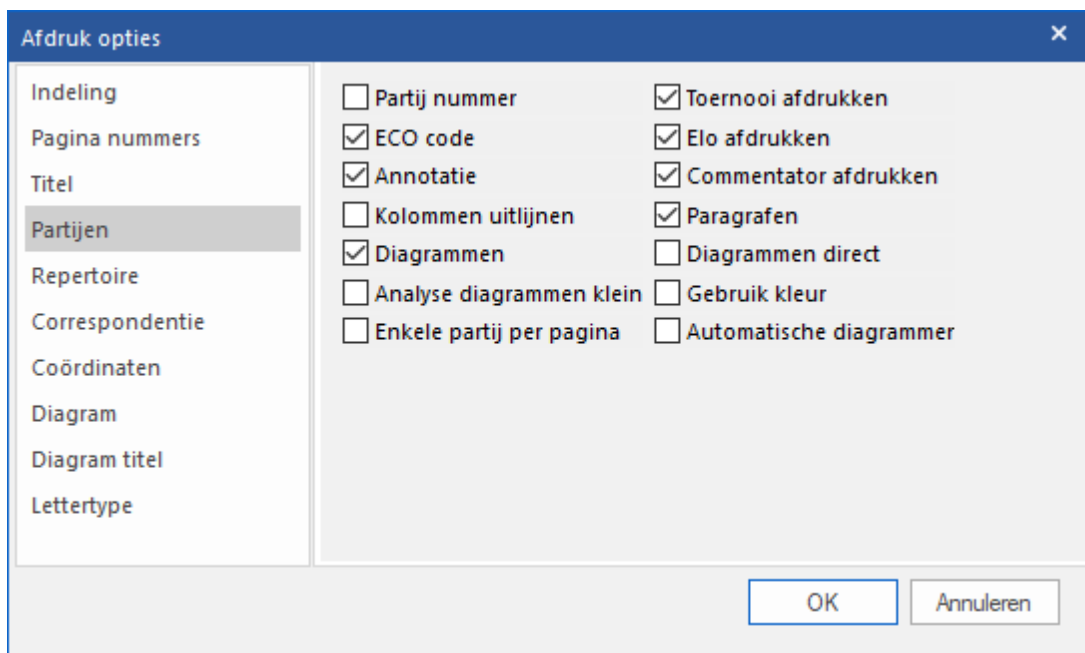 Afdruk opties
Indeling
Pagina nummers
Titel
Partijen
Repertoire
Correspondentie
Coördinaten
Diagram
Diagram titel
Lettertype
Partij nummer
ECO code
Annotatie
Kolommen uitlijnen
Diagrammen
Analyse diagrammen klein
Enkele partij per pagina
Toernooi afdrukken
Elo afdrukken
Commentator afdrukken
Paragrafen
Diagrammen direct
Gebruik kleur
Automatische diagrammer
OK
Annuleren